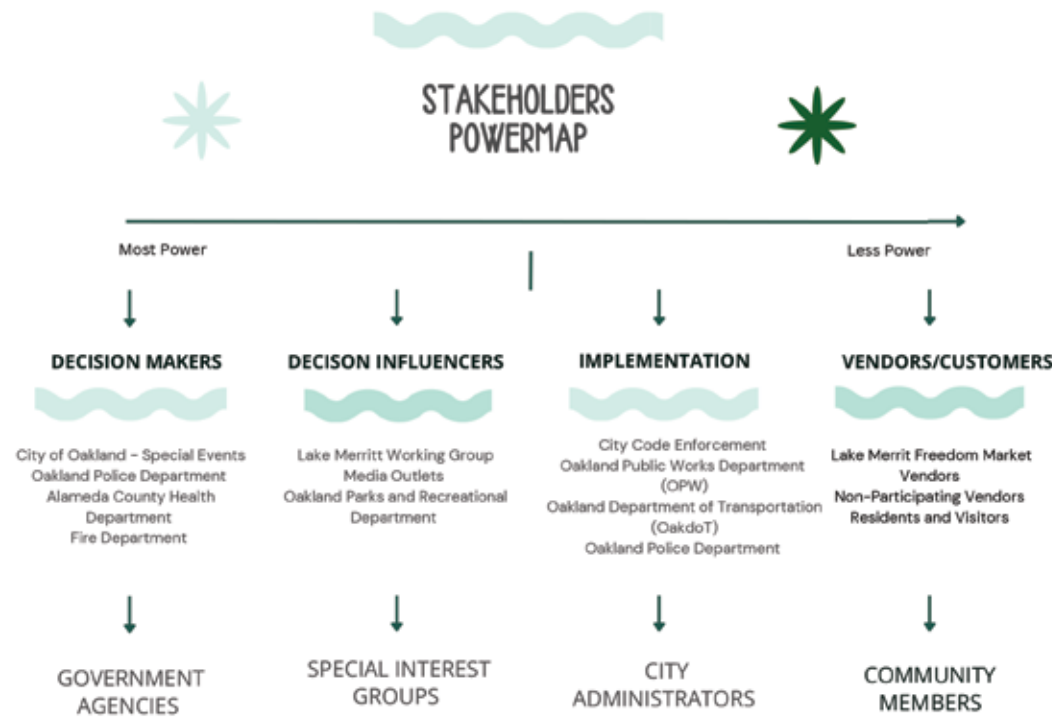 STAKEHOLDERS
POWERMAP
Most Power
Less Power
DECISION MAKERS
City of Oakland - Special Events
Oakland Police Department
Alameda County Health
Department
Fire Department
GOVERNMENT
AGENCIES
DECISON INFLUENCERS
Lake Merritt Working Group
Media Outlets
Oakland Parks and Recreational
Department
SPECIAL INTEREST
GROUPS
IMPLEMENTATION
City Code Enforcement
Oakland Public Works Department
(OPW)
Oakland Department of Transportation
(OakdoT)
Oakland Police Department
CITY
ADMINISTRATORS
VENDORS/CUSTOMERS
Lake Merrit Freedom Market
Vendors
Non-Participating Vendors
Residents and Visitors
COMMUNITY
MEMBERS